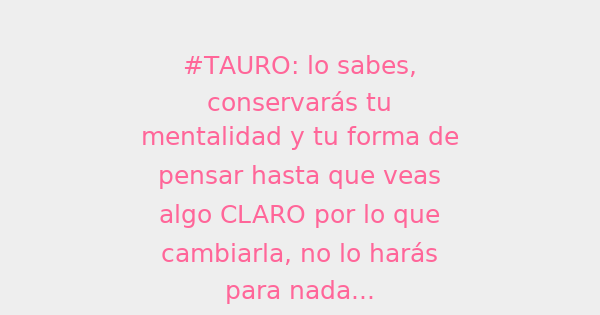 #TAURO: lo sabes,
conservarás tu
mentalidad y tu forma de
pensar hasta que veas
algo CLARO por lo que
cambiarla, no lo harás
para nada...